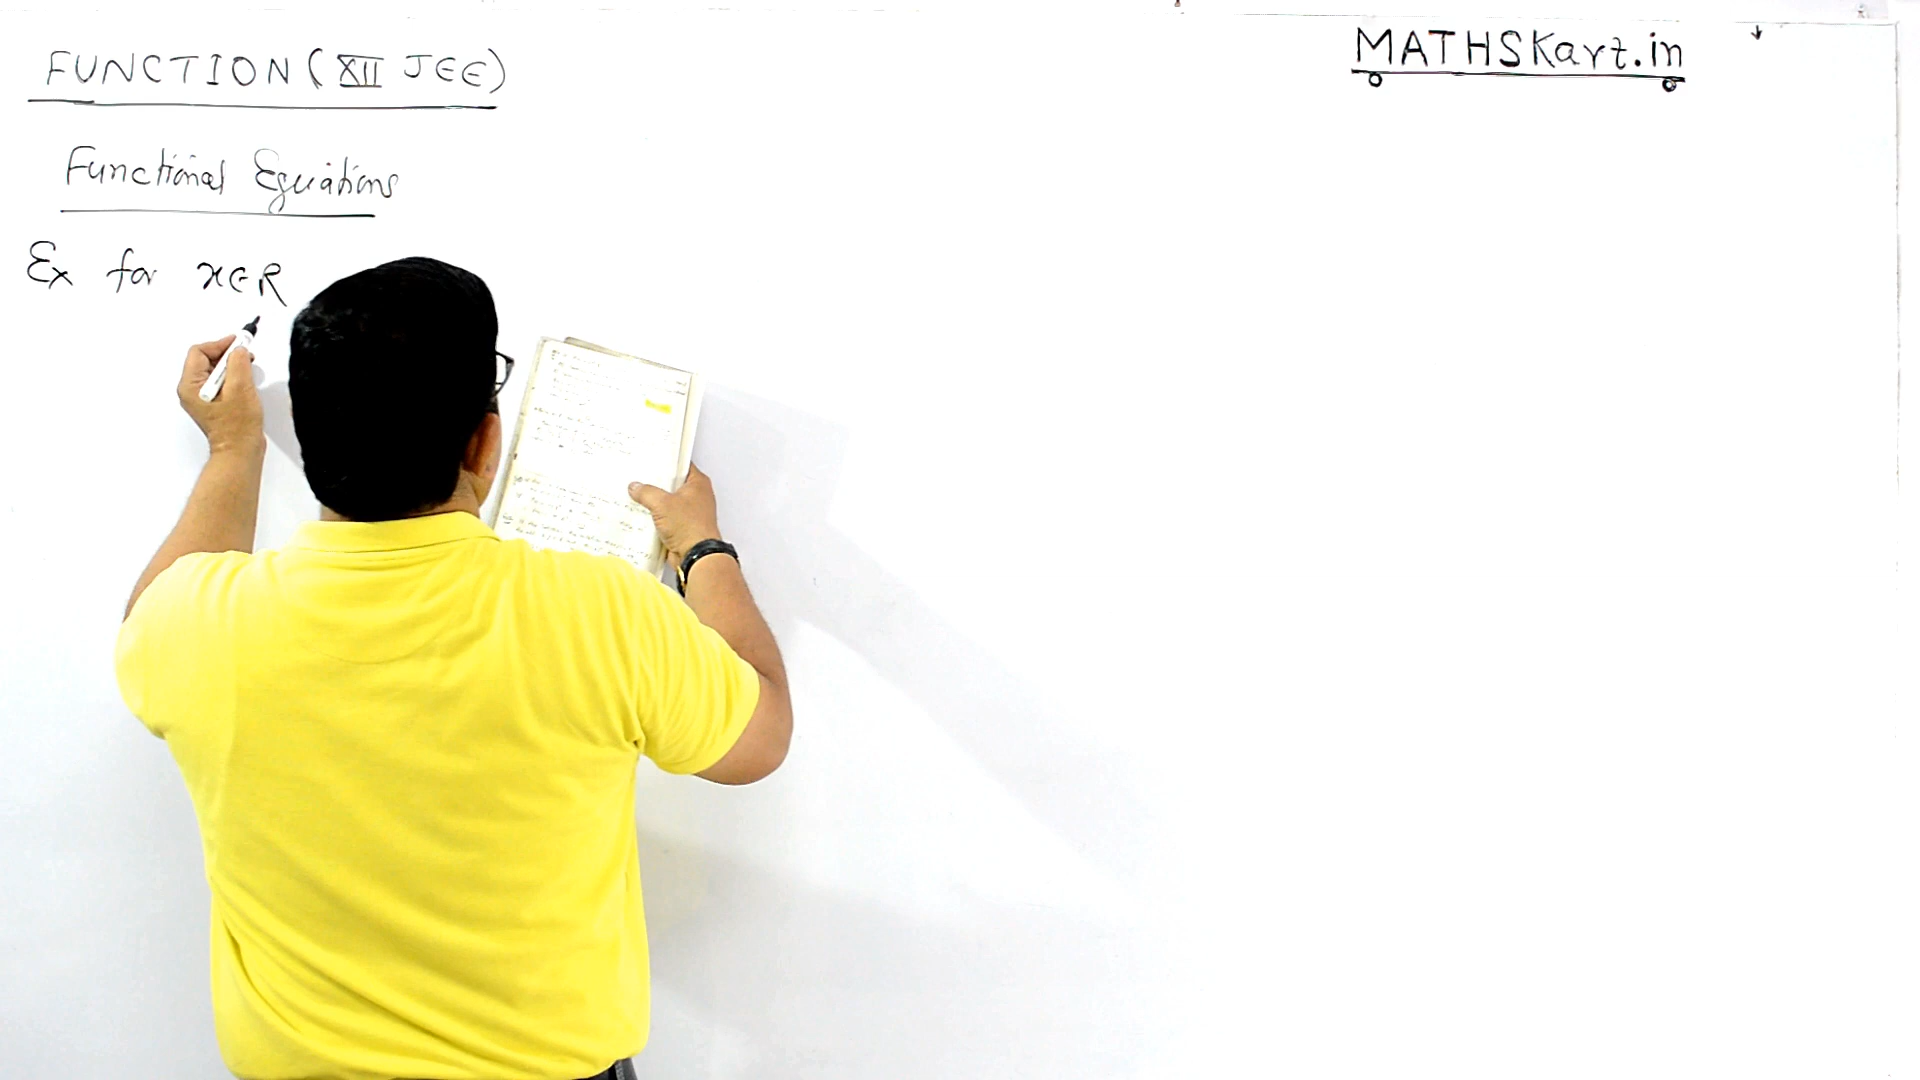 FUNCTION (XII JEE)
MATHSKart.in
Functional Equations
Ex for x∈R